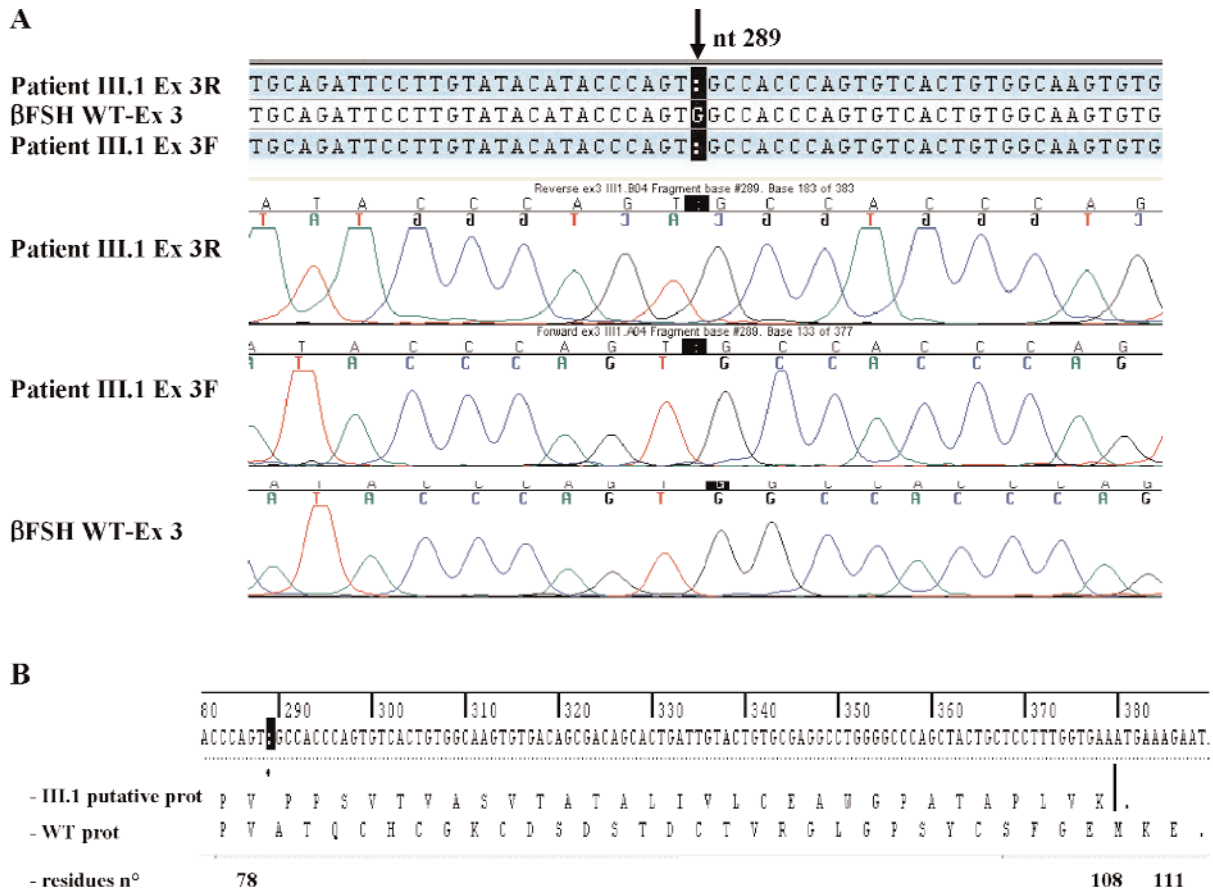 A
nt 289
Patient III.1 Ex 3R TGCAGATTCCTTGTATACATACCCAGT:GCCACCCAGTGTCACTGTGGCAAGTGTG
βFSH WT-Ex 3 TGCAGATTCCTTGTATACATACCCAGTGGCCACCCAGTGTCACTGTGGCAAGTGTG
Patient III.1 Ex 3F TGCAGATTCCTTGTATACATACCCAGT:GCCACCCAGTGTCACTGTGGCAAGTGTG
Reverse ex3 III1.B04 Fragment base #289. Base 183 of 383
A T A C C C A G T : G C C A C C C A G
T A T G G G T C A C G G T G G G T C
Patient III.1 Ex 3R
Forward ex3 III1.A04 Fragment base #289. Base 133 of 377
A T A C C C A G T : G C C A C C C A G
A T A C C C A G T G C C A C C C A G
Patient III.1 Ex 3F
A T A C C C A G T G G C C A C C C A G
A T A C C C A G T G G C C A C C C A G
βFSH WT-Ex 3
B
80 290 300 310 320 330 340 350 360 370 380
ACCCAGT:GCCACCCAGTGTCACTGTGGCAAGTGTGACAGCGACAGCACTGATTGTACTGTGCGAGGCCTGGGGCCCAGCTACTGCTCCTTTGGTGAAATGAAAGAAT.
- III.1 putative prot P V P P S V T V A S V T A T A L I V L C E A W G P A T A P L V K .
- WT prot P V A T Q C H C G K C D S D S T D C T V R G L G P S Y C S F G E M K E .
- residues n° 78 108 111